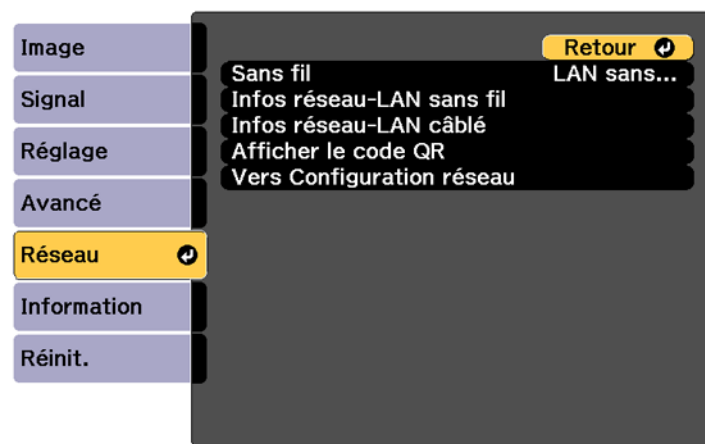 Image
Signal
Réglage
Avancé
Réseau
Information
Réinit.
Retour
Sans fil LAN sans...
Infos réseau-LAN sans fil
Infos réseau-LAN câblé
Afficher le code QR
Vers Configuration réseau